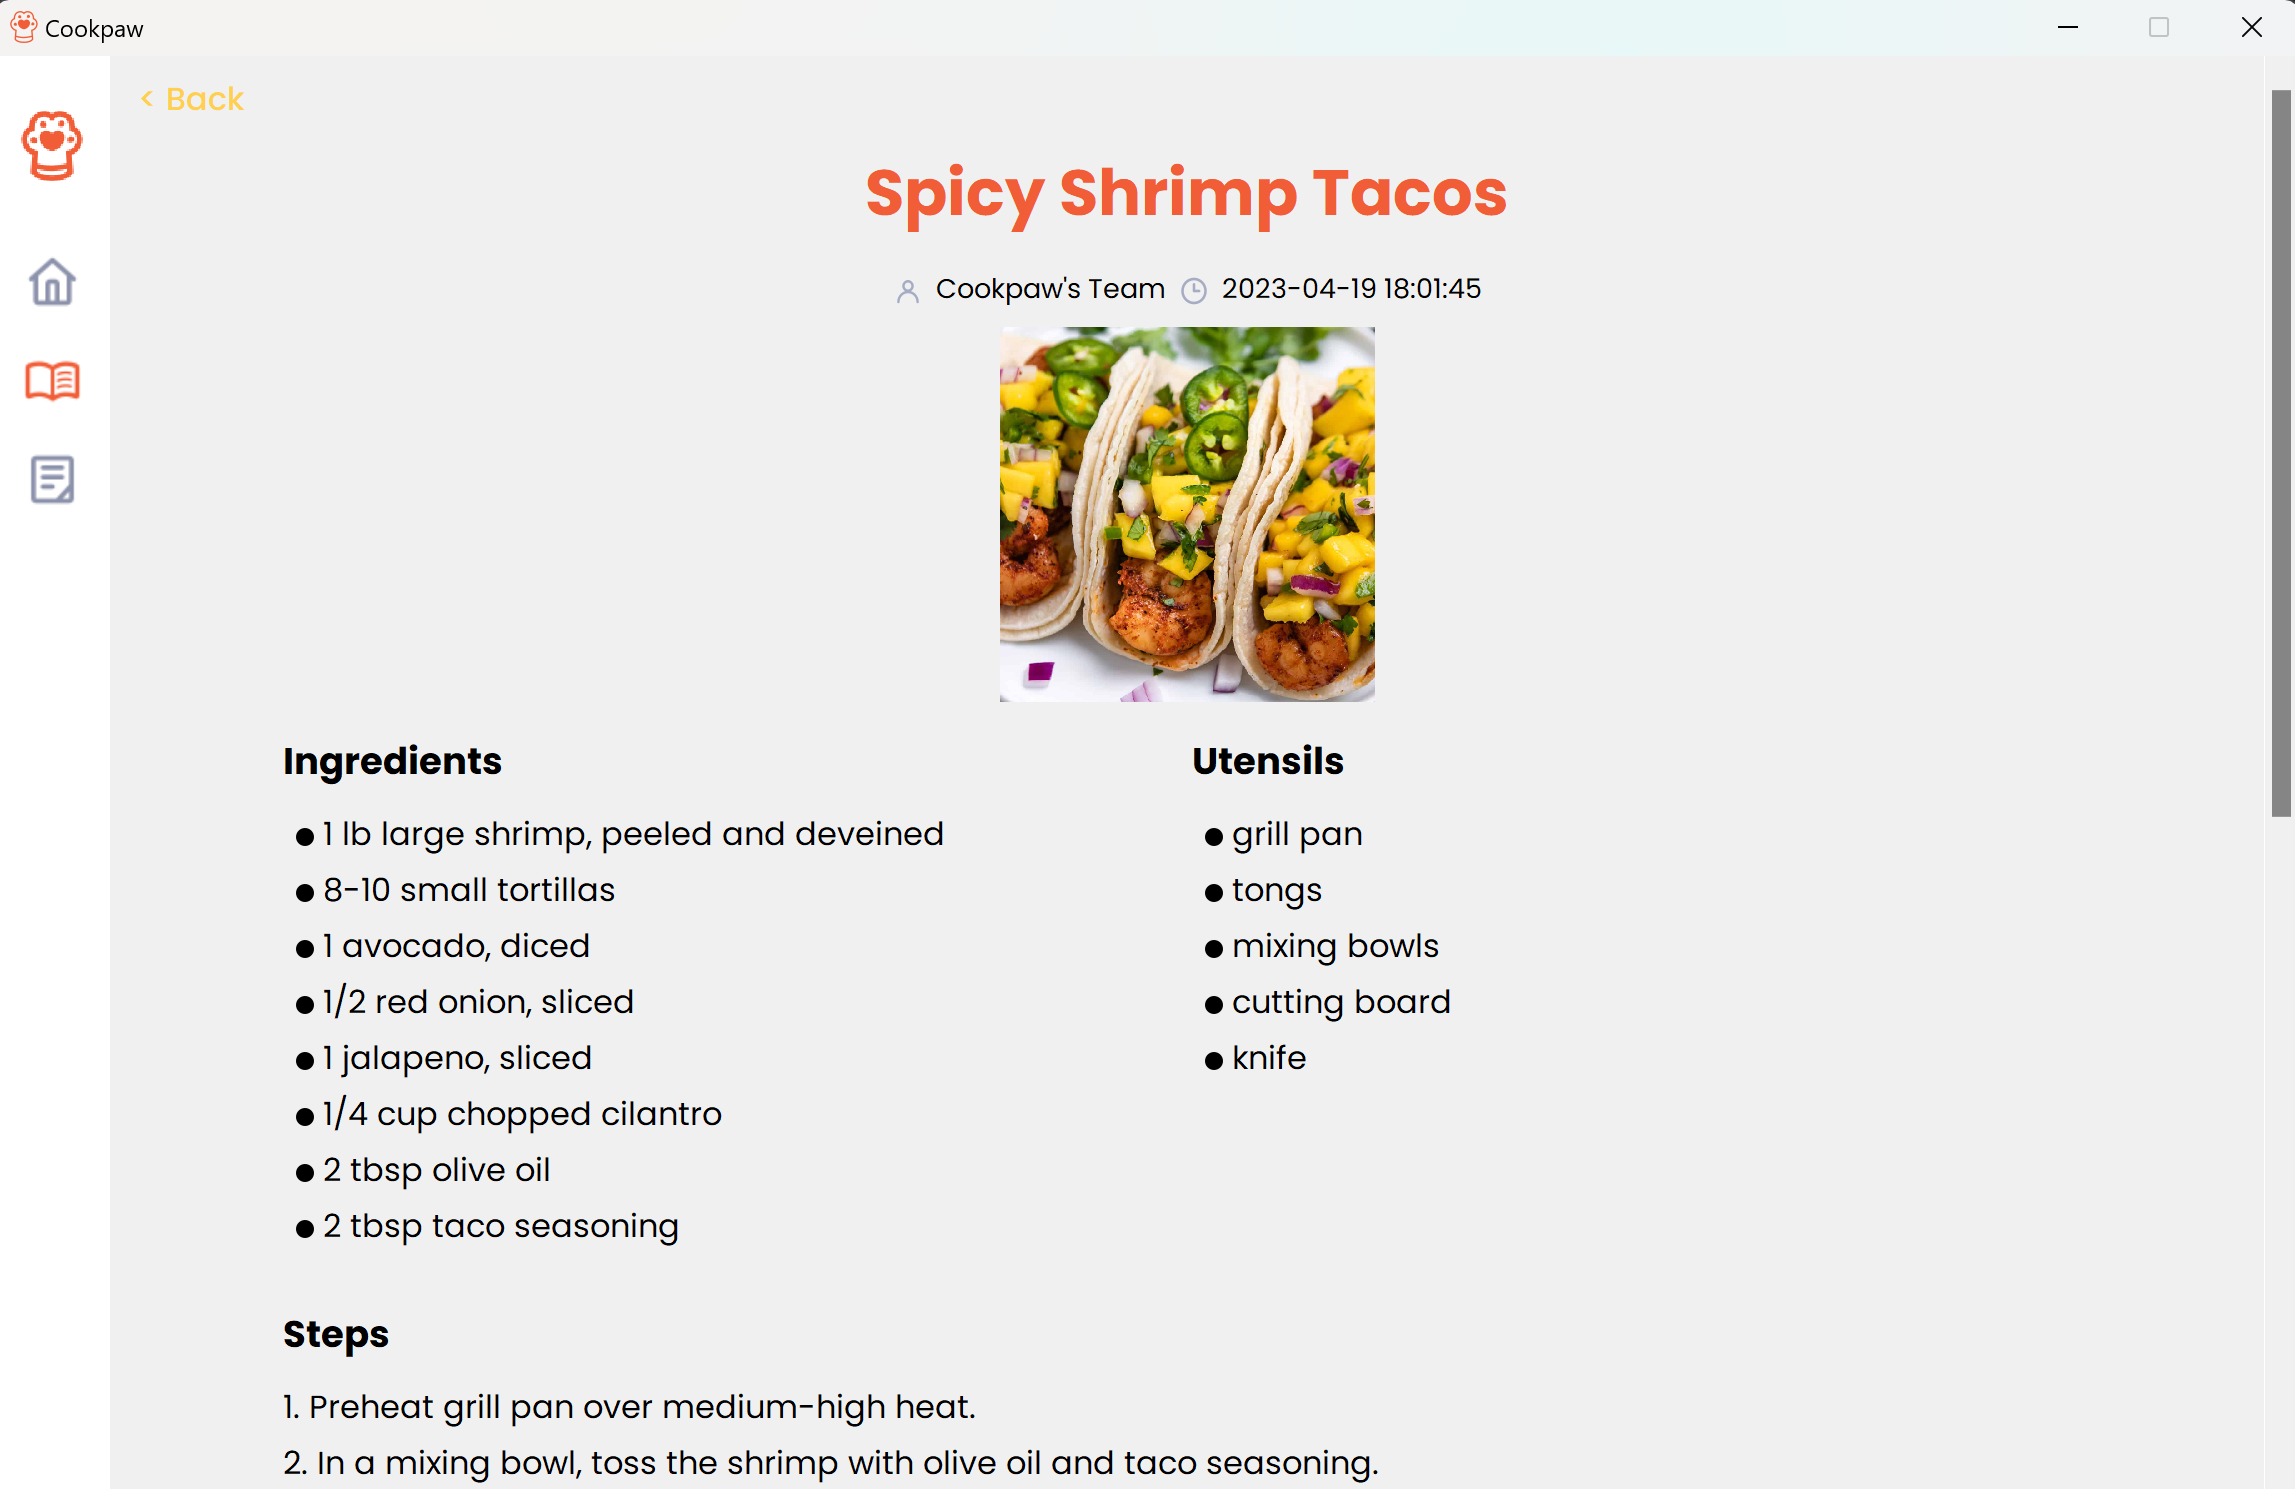 Cookpaw
< Back
Spicy Shrimp Tacos
Cookpaw's Team 2023-04-19 18:01:45
Ingredients
● 1 lb large shrimp, peeled and deveined
● 8-10 small tortillas
● 1 avocado, diced
● 1/2 red onion, sliced
● 1 jalapeno, sliced
● 1/4 cup chopped cilantro
● 2 tbsp olive oil
● 2 tbsp taco seasoning
Utensils
● grill pan
● tongs
● mixing bowls
● cutting board
● knife
Steps
1. Preheat grill pan over medium-high heat.
2. In a mixing bowl, toss the shrimp with olive oil and taco seasoning.